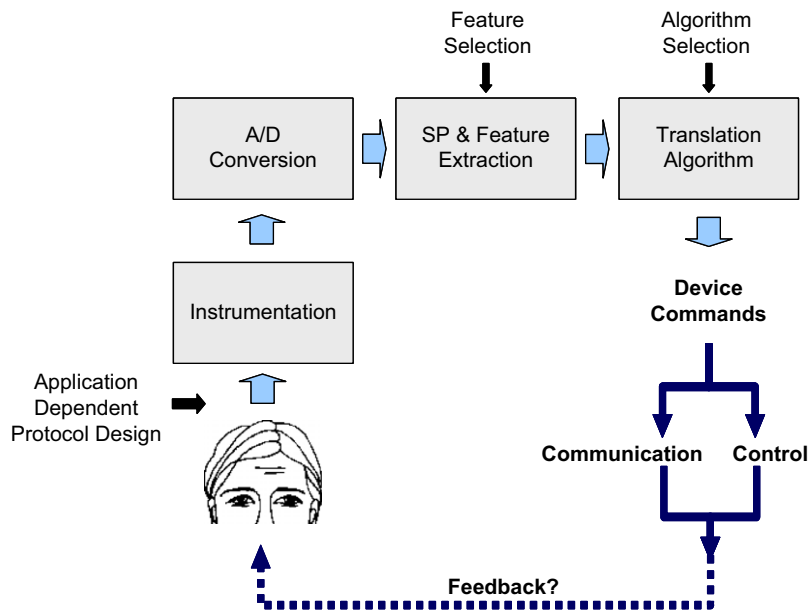 Feature
Selection
Algorithm
Selection
A/D
Conversion
SP & Feature
Extraction
Translation
Algorithm
Instrumentation
Device
Commands
Application
Dependent
Protocol Design
Communication
Control
Feedback?